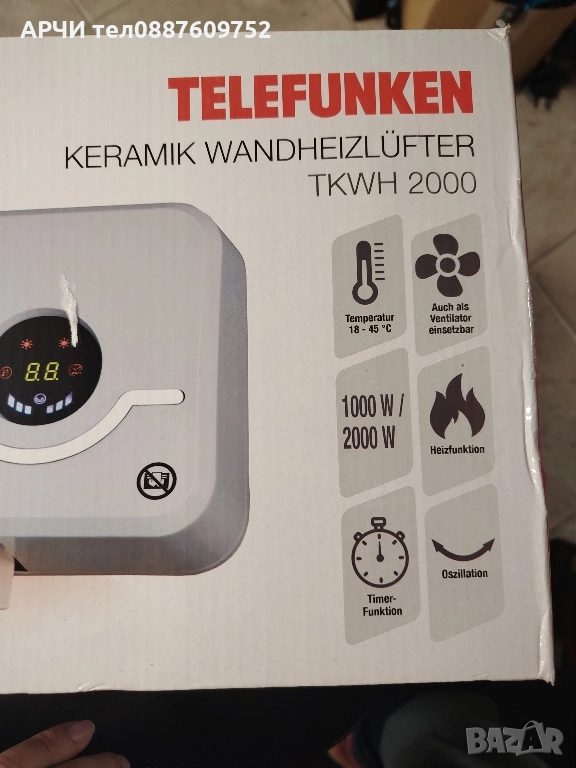 АРЧИ тел0887609752
TELEFUNKEN
KERAMIK WANDHEIZLÜFTER
TKWH 2000
Temperatur
18 - 45 °C
Auch als
Ventilator
einsetzbar
88
1000 W /
2000 W
Heizfunktion
Timer-
Funktion
Oszillation
BAZAR